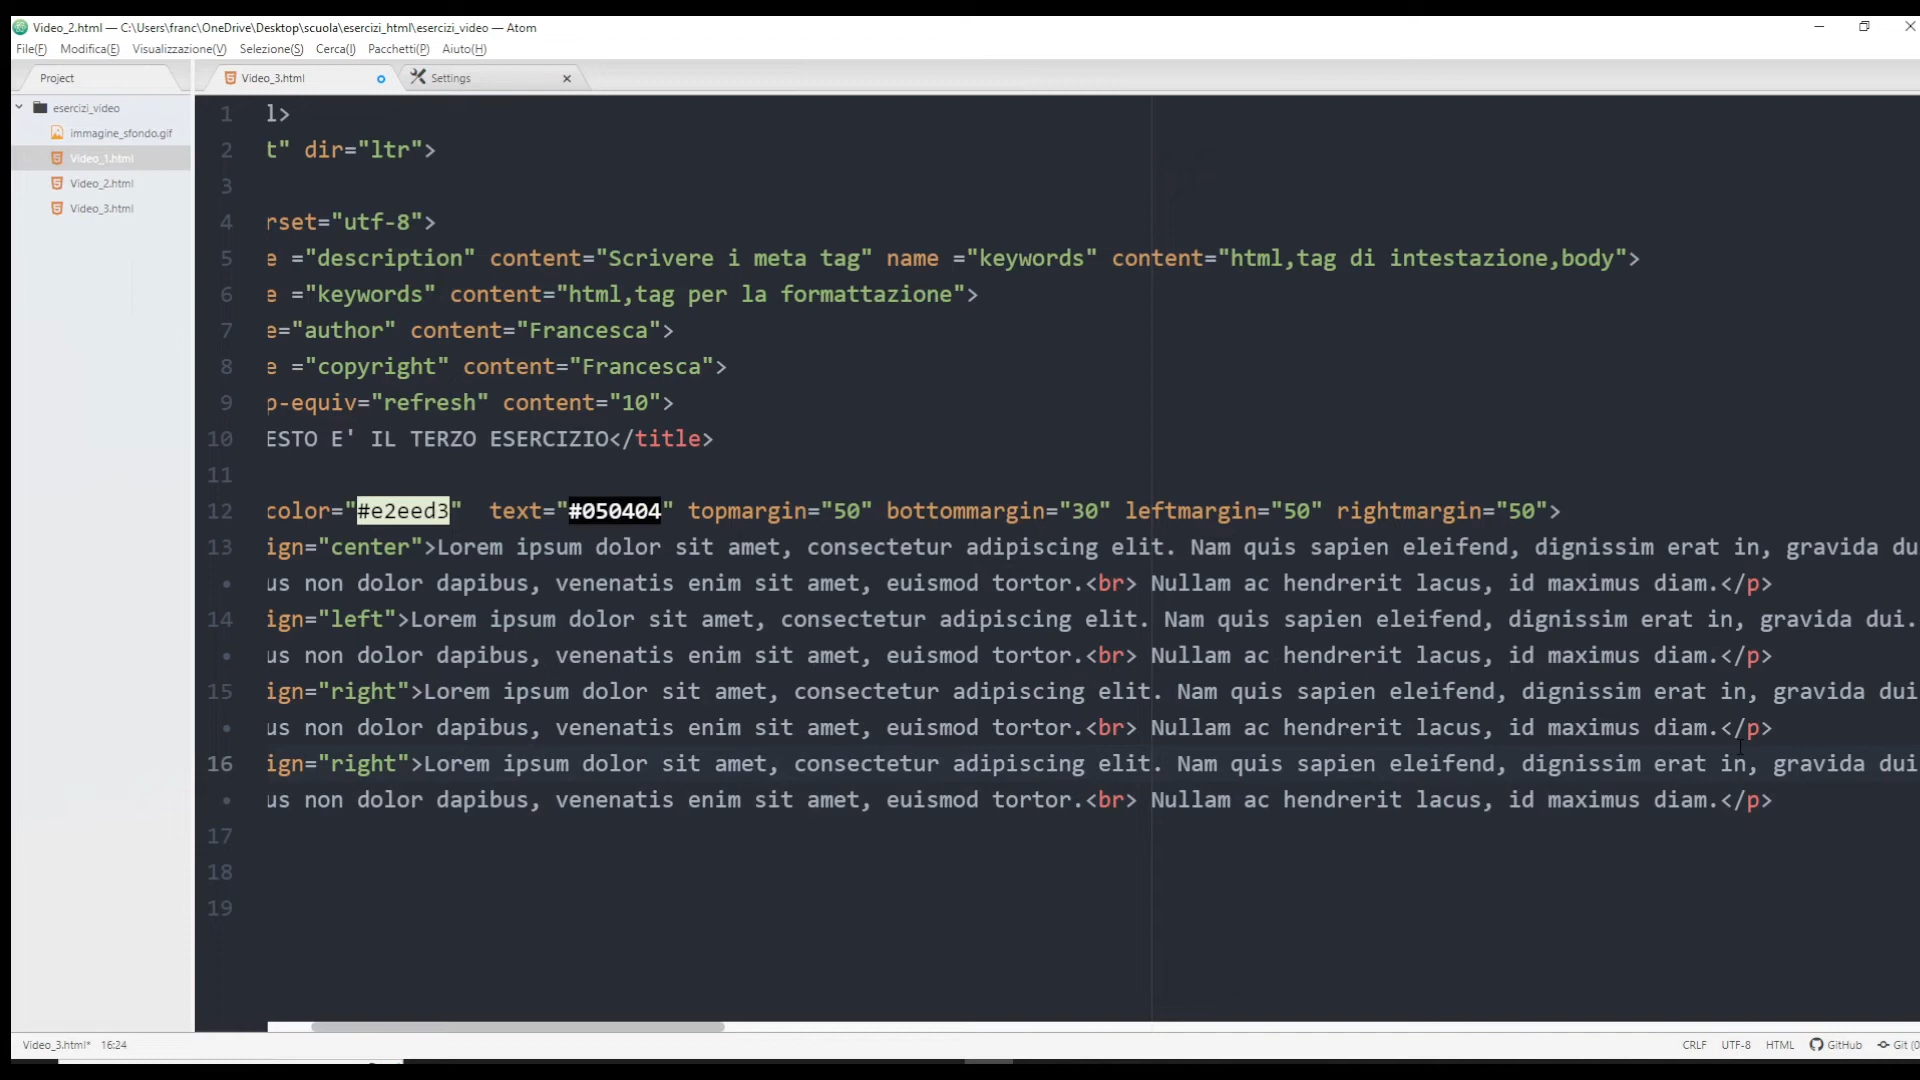 Video_2.html — C:\Users\franc\OneDrive\Desktop\scuola\esercizi_html\esercizi_video — Atom
File(F) Modifica(E) Visualizzazione(V) Selezione(S) Cerca(I) Pacchetti(P) Aiuto(H)
Project
Video_3.html
Settings
esercizi_video
immagine_sfondo.gif
Video_1.html
Video_2.html
Video_3.html
1 l>
2 t" dir="ltr">
3
4 rset="utf-8">
5 e ="description" content="Scrivere i meta tag" name ="keywords" content="html,tag di intestazione,body">
6 e ="keywords" content="html,tag per la formattazione">
7 e="author" content="Francesca">
8 e ="copyright" content="Francesca">
9 p-equiv="refresh" content="10">
10 ESTO E' IL TERZO ESERCIZIO</title>
11
12 color="#e2eed3"  text="#050404" topmargin="50" bottommargin="30" leftmargin="50" rightmargin="50">
13 ign="center">Lorem ipsum dolor sit amet, consectetur adipiscing elit. Nam quis sapien eleifend, dignissim erat in, gravida du
• us non dolor dapibus, venenatis enim sit amet, euismod tortor.<br> Nullam ac hendrerit lacus, id maximus diam.</p>
14 ign="left">Lorem ipsum dolor sit amet, consectetur adipiscing elit. Nam quis sapien eleifend, dignissim erat in, gravida dui.
• us non dolor dapibus, venenatis enim sit amet, euismod tortor.<br> Nullam ac hendrerit lacus, id maximus diam.</p>
15 ign="right">Lorem ipsum dolor sit amet, consectetur adipiscing elit. Nam quis sapien eleifend, dignissim erat in, gravida dui
• us non dolor dapibus, venenatis enim sit amet, euismod tortor.<br> Nullam ac hendrerit lacus, id maximus diam.</p>
16 ign="right">Lorem ipsum dolor sit amet, consectetur adipiscing elit. Nam quis sapien eleifend, dignissim erat in, gravida dui
• us non dolor dapibus, venenatis enim sit amet, euismod tortor.<br> Nullam ac hendrerit lacus, id maximus diam.</p>
17
18
19
Video_3.html* 16:24 CRLF UTF-8 HTML GitHub Git (0